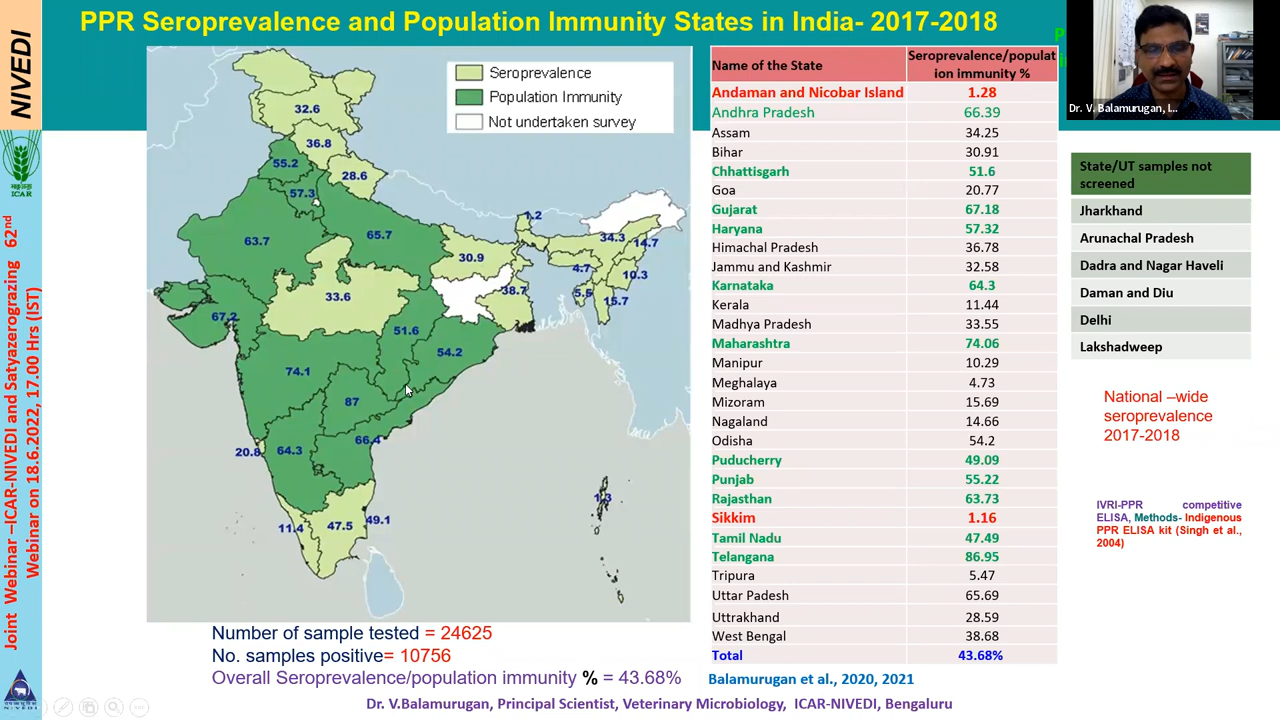 PPR Seroprevalence and Population Immunity States in India- 2017-2018
NIVEDI
ICAR
Joint Webinar –ICAR-NIVEDI and Satyazerograzing 62nd
Webinar on 18.6.2022, 17.00 Hrs (IST)
Seroprevalence
Population Immunity
Not undertaken survey
32.6
36.8
55.2
28.6
57.3
63.7
65.7
1.2
30.9
34.3
14.7
4.7
10.3
38.7
5.5
15.7
33.6
67.2
51.6
54.2
74.1
87
66.4
20.8
64.3
1.3
11.4
47.5
49.1
Number of sample tested = 24625
No. samples positive= 10756
Overall Seroprevalence/population immunity % = 43.68%
Name of the State Seroprevalence/populat
ion immunity %
Andaman and Nicobar Island 1.28
Andhra Pradesh 66.39
Assam 34.25
Bihar 30.91
Chhattisgarh 51.6
Goa 20.77
Gujarat 67.18
Haryana 57.32
Himachal Pradesh 36.78
Jammu and Kashmir 32.58
Karnataka 64.3
Kerala 11.44
Madhya Pradesh 33.55
Maharashtra 74.06
Manipur 10.29
Meghalaya 4.73
Mizoram 15.69
Nagaland 14.66
Odisha 54.2
Puducherry 49.09
Punjab 55.22
Rajasthan 63.73
Sikkim 1.16
Tamil Nadu 47.49
Telangana 86.95
Tripura 5.47
Uttar Padesh 65.69
Uttrakhand 28.59
West Bengal 38.68
Total 43.68%
Balamurugan et al., 2020, 2021
Dr. V. Balamurugan, I...
State/UT samples not
screened
Jharkhand
Arunachal Pradesh
Dadra and Nagar Haveli
Daman and Diu
Delhi
Lakshadweep
National –wide
seroprevalence
2017-2018
IVRI-PPR competitive
ELISA, Methods- Indigenous
PPR ELISA kit (Singh et al.,
2004)
Dr. V.Balamurugan, Principal Scientist, Veterinary Microbiology, ICAR-NIVEDI, Bengaluru